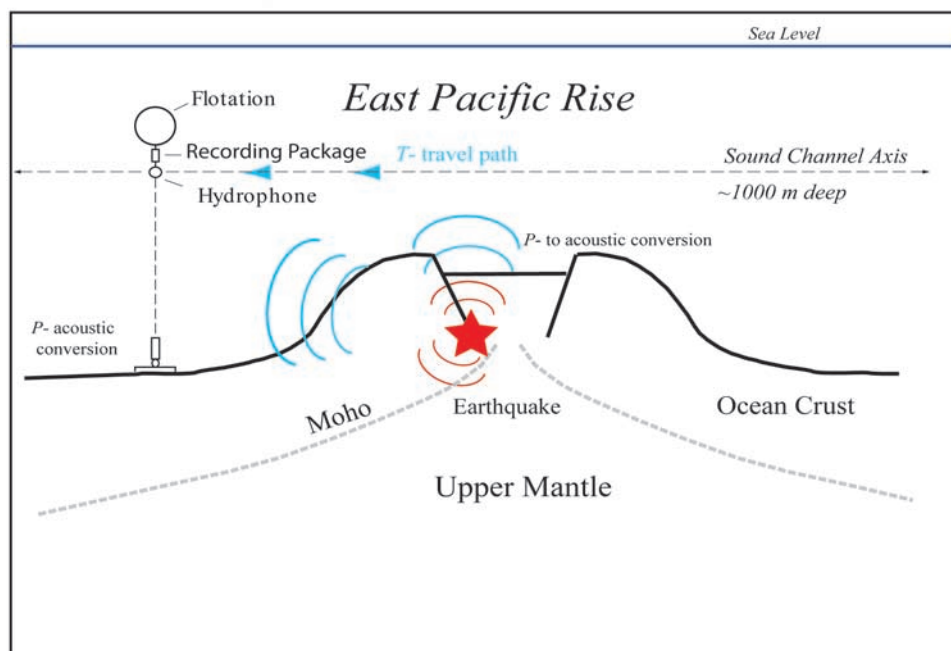 Sea Level
East Pacific Rise
Flotation
Recording Package
T- travel path
Sound Channel Axis
Hydrophone
~1000 m deep
P- to acoustic conversion
P- acoustic
conversion
Moho
Earthquake
Ocean Crust
Upper Mantle